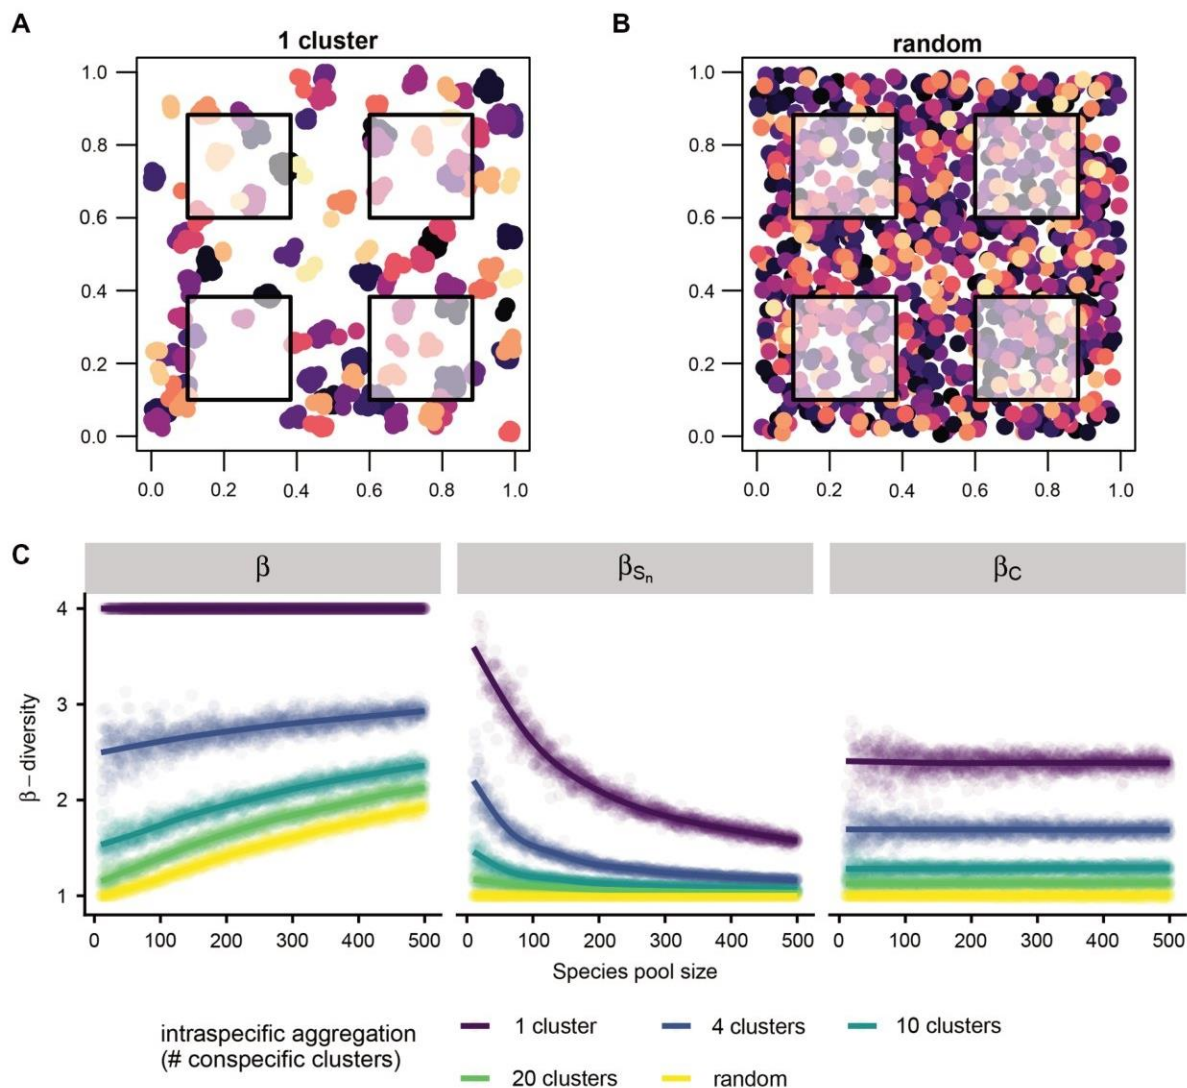 A
1 cluster
1.0
0.8
0.6
0.4
0.2
0.0
0.0 0.2 0.4 0.6 0.8 1.0
B
random
1.0
0.8
0.6
0.4
0.2
0.0
0.0 0.2 0.4 0.6 0.8 1.0
C
β
β_Sn
β_C
4
3
2
1
β − diversity
0 100 200 300 400 500
0 100 200 300 400 500
0 100 200 300 400 500
Species pool size
intraspecific aggregation
(# conspecific clusters)
1 cluster
4 clusters
10 clusters
20 clusters
random